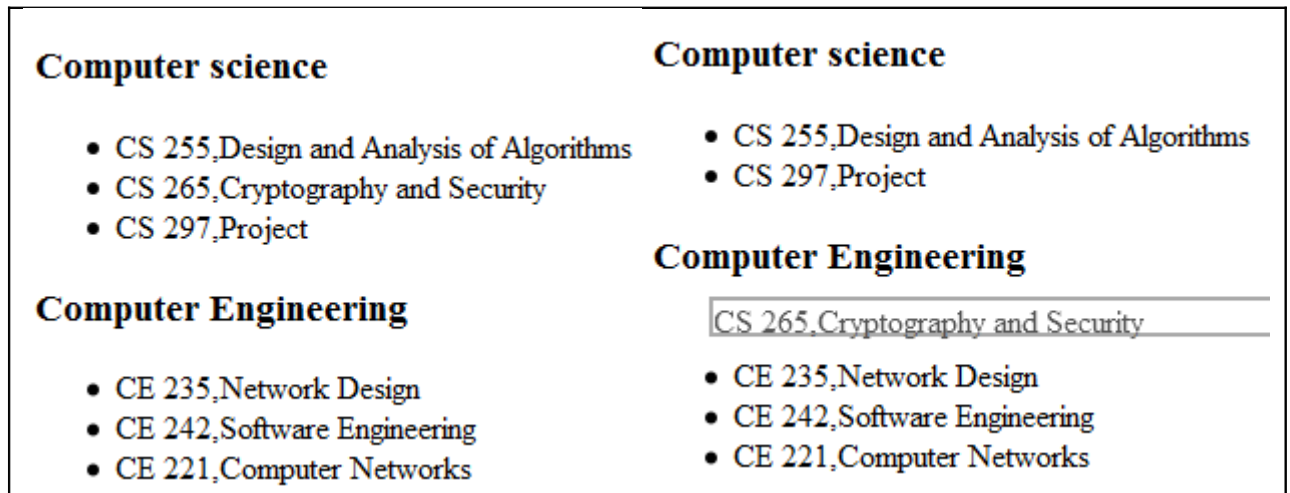 Computer science
• CS 255,Design and Analysis of Algorithms
• CS 265,Cryptography and Security
• CS 297,Project
Computer Engineering
• CE 235,Network Design
• CE 242,Software Engineering
• CE 221,Computer Networks
Computer science
• CS 255,Design and Analysis of Algorithms
• CS 297,Project
Computer Engineering
CS 265,Cryptography and Security
• CE 235,Network Design
• CE 242,Software Engineering
• CE 221,Computer Networks